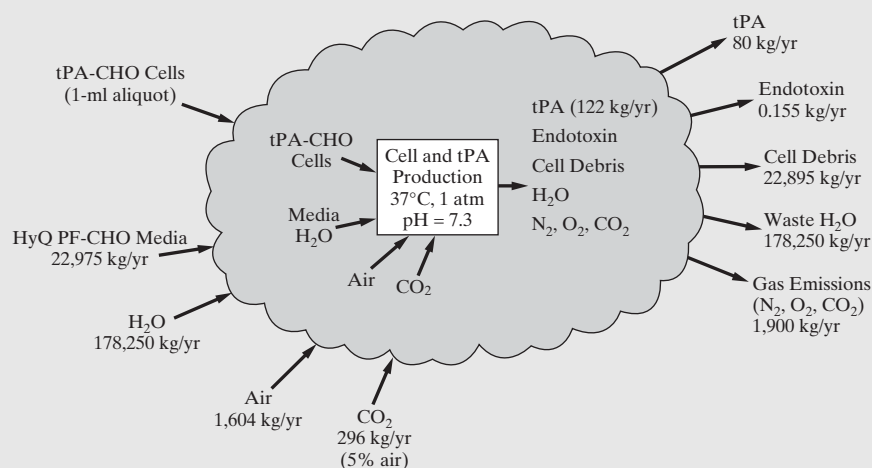 tPA-CHO Cells
(1-ml aliquot)
HyQ PF-CHO Media
22,975 kg/yr
H₂O
178,250 kg/yr
Air
1,604 kg/yr
CO₂
296 kg/yr
(5% air)
tPA-CHO
Cells
Media
H₂O
Air
CO₂
Cell and tPA
Production
37°C, 1 atm
pH = 7.3
tPA (122 kg/yr)
Endotoxin
Cell Debris
H₂O
N₂, O₂, CO₂
tPA
80 kg/yr
Endotoxin
0.155 kg/yr
Cell Debris
22,895 kg/yr
Waste H₂O
178,250 kg/yr
Gas Emissions
(N₂, O₂, CO₂)
1,900 kg/yr